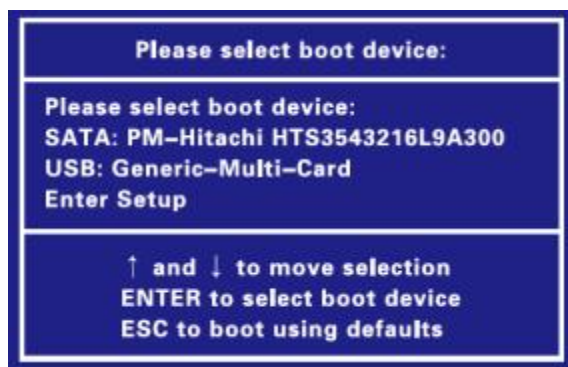 Please select boot device:
Please select boot device:
SATA: PM–Hitachi HTS3543216L9A300
USB: Generic–Multi–Card
Enter Setup
↑ and ↓ to move selection
ENTER to select boot device
ESC to boot using defaults